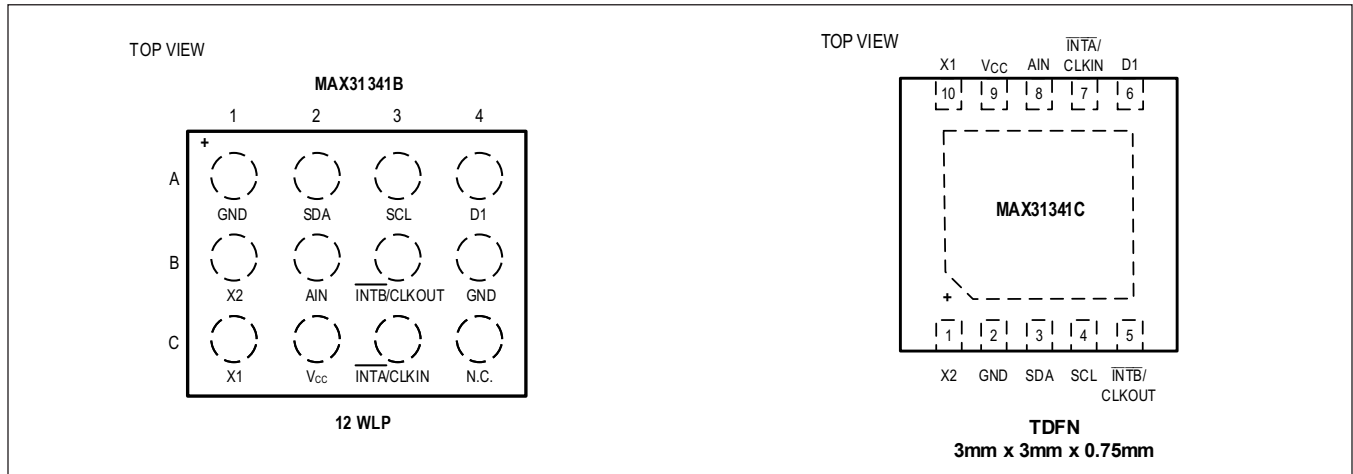 TOP VIEW
MAX31341B
1 2 3 4
+
A
GND SDA SCL D1
B
X2 AIN INTB/CLKOUT GND
C
X1 VCC INTA/CLKIN N.C.
12 WLP
TOP VIEW
X1 VCC AIN INTA/ D1
CLKIN
10 9 8 7 6
MAX31341C
+
1 2 3 4 5
X2 GND SDA SCL INTB/
CLKOUT
TDFN
3mm x 3mm x 0.75mm